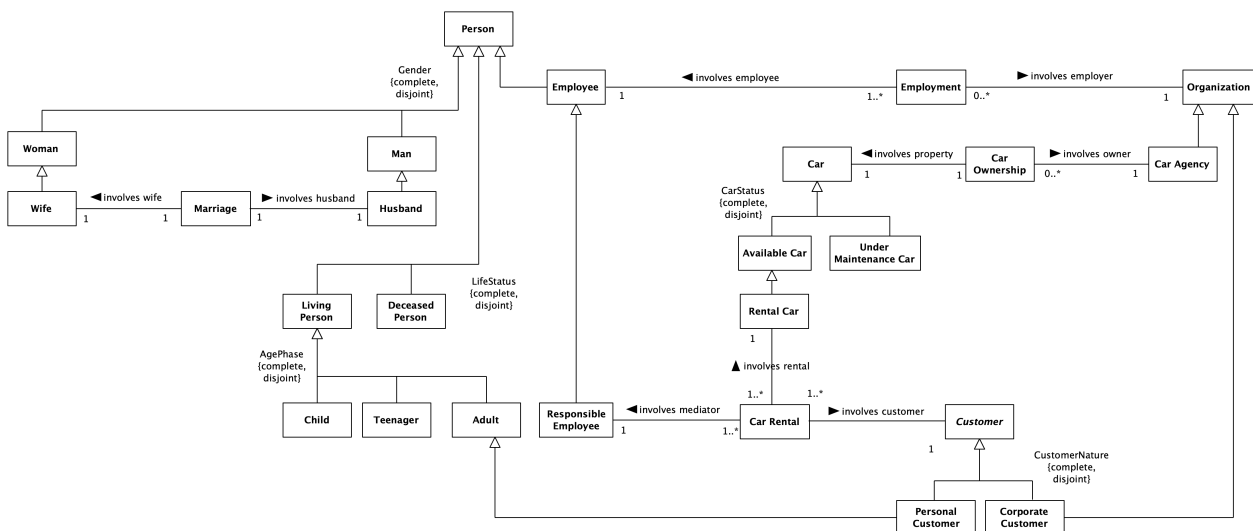 Person
Gender
{complete,
disjoint}
Employee
◀ involves employee
1
1..*
Employment
▶ involves employer
0..*
1
Organization
Woman
Man
Car
◀ involves property
1
1
Car
Ownership
▶ involves owner
0..*
1
Car Agency
Wife
◀ involves wife
1
1
Marriage
▶ involves husband
1
1
Husband
CarStatus
{complete,
disjoint}
Available Car
Under
Maintenance Car
LifeStatus
{complete,
disjoint}
Living
Person
Deceased
Person
Rental Car
1
AgePhase
{complete,
disjoint}
▲ involves rental
1..*
1..*
Child
Teenager
Adult
Responsible
Employee
◀ involves mediator
1
1..*
Car Rental
▶ involves customer
1
Customer
CustomerNature
{complete,
disjoint}
Personal
Customer
Corporate
Customer